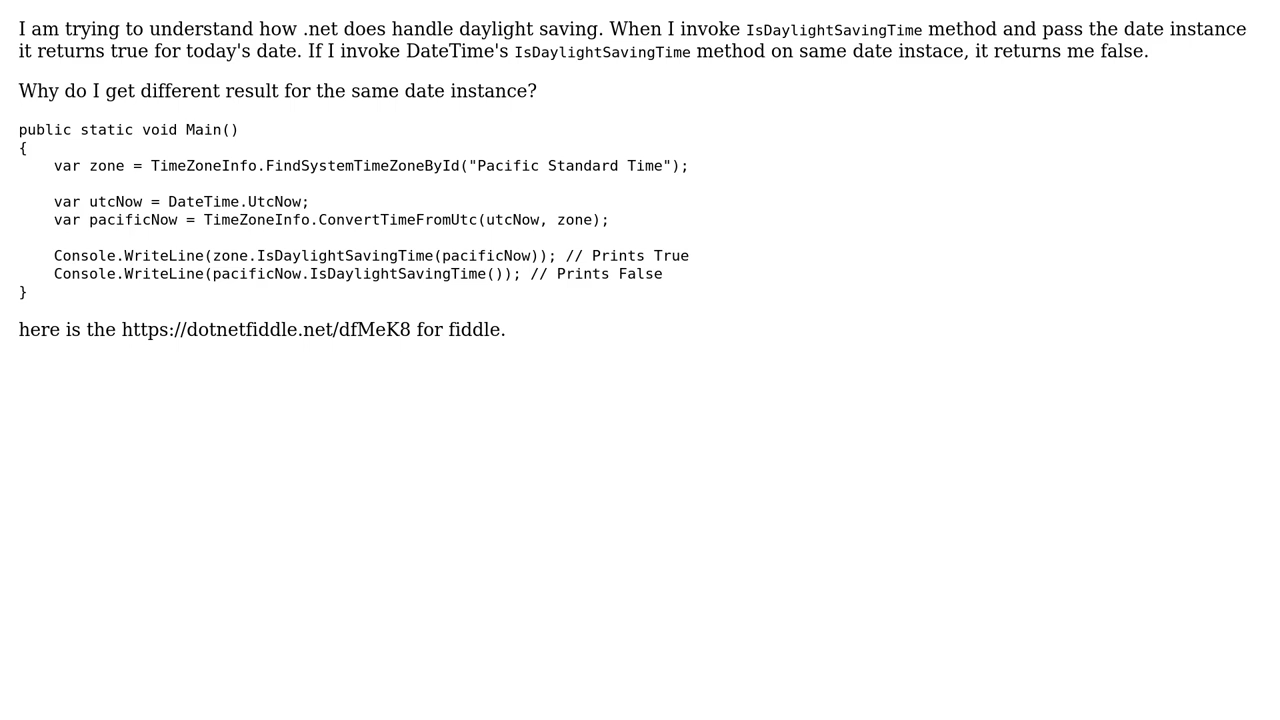 I am trying to understand how .net does handle daylight saving. When I invoke IsDaylightSavingTime method and pass the date instance
it returns true for today's date. If I invoke DateTime's IsDaylightSavingTime method on same date instace, it returns me false.
Why do I get different result for the same date instance?
public static void Main()
{
    var zone = TimeZoneInfo.FindSystemTimeZoneById("Pacific Standard Time");
    var utcNow = DateTime.UtcNow;
    var pacificNow = TimeZoneInfo.ConvertTimeFromUtc(utcNow, zone);
    Console.WriteLine(zone.IsDaylightSavingTime(pacificNow)); // Prints True
    Console.WriteLine(pacificNow.IsDaylightSavingTime()); // Prints False
}
here is the https://dotnetfiddle.net/dfMeK8 for fiddle.